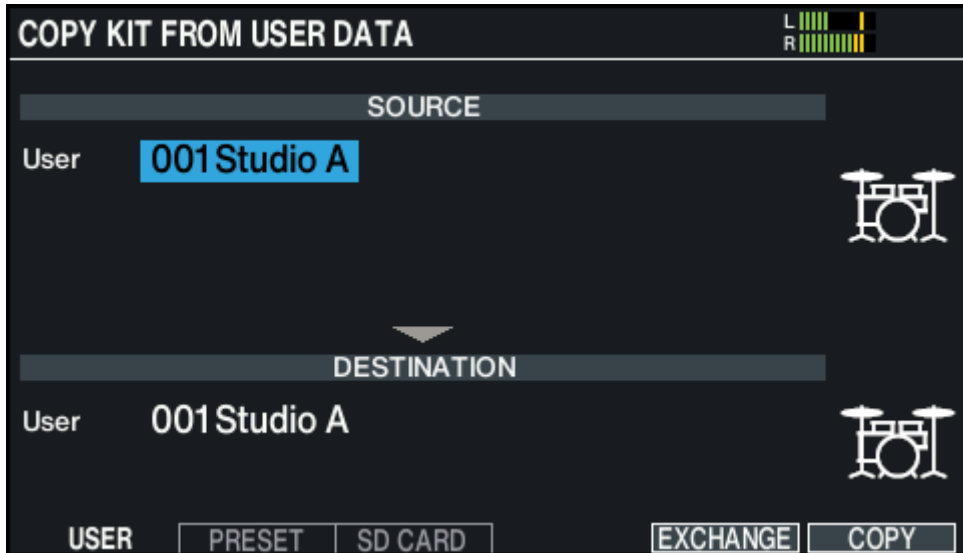 COPY KIT FROM USER DATA
L
R
SOURCE
User 001 Studio A
DESTINATION
User 001 Studio A
USER PRESET SD CARD EXCHANGE COPY